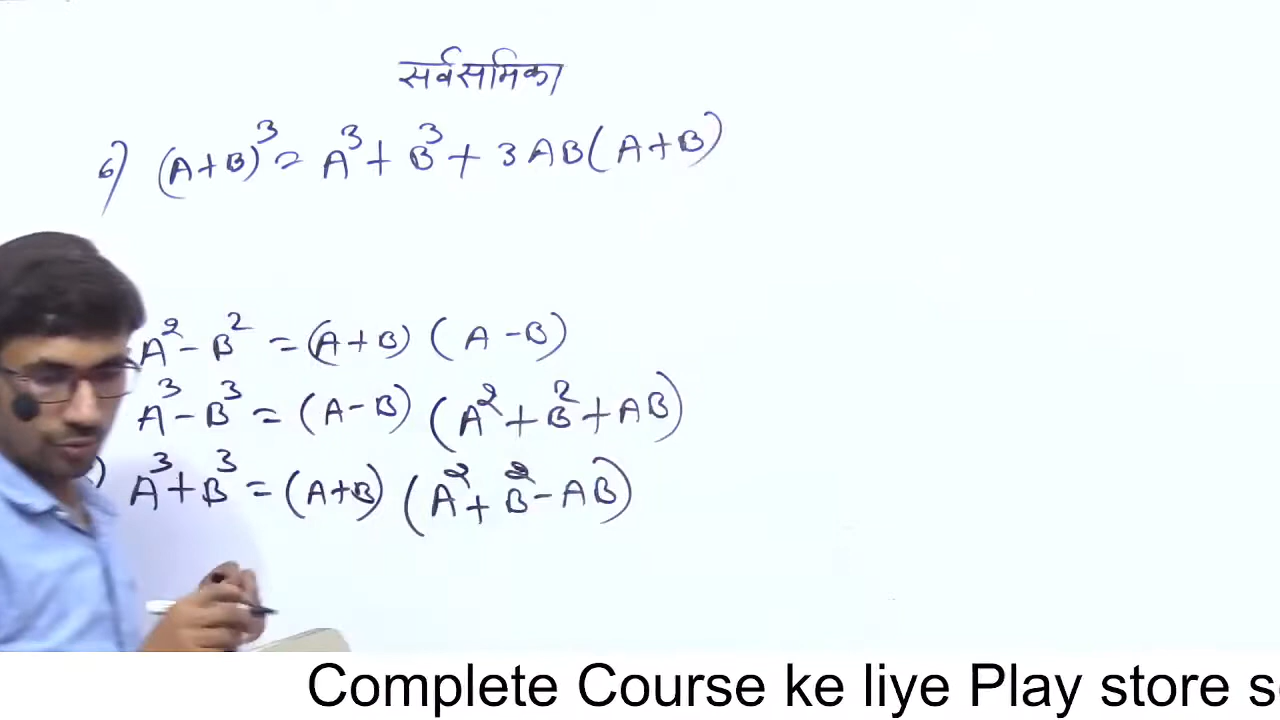 सर्वसमिका
6) (A+B)³ = A³ + B³ + 3AB(A+B)
A² - B² = (A+B) (A-B)
A³ - B³ = (A-B) (A² + B² + AB)
) A³ + B³ = (A+B) (A² + B² - AB)
Complete Course ke liye Play store s